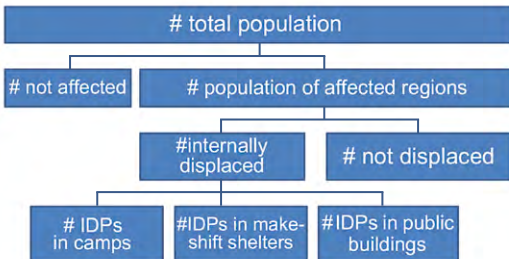 # total population
# not affected
# population of affected regions
#internally
displaced
# not displaced
# IDPs
in camps
#IDPs in make-
shift shelters
#IDPs in public
buildings